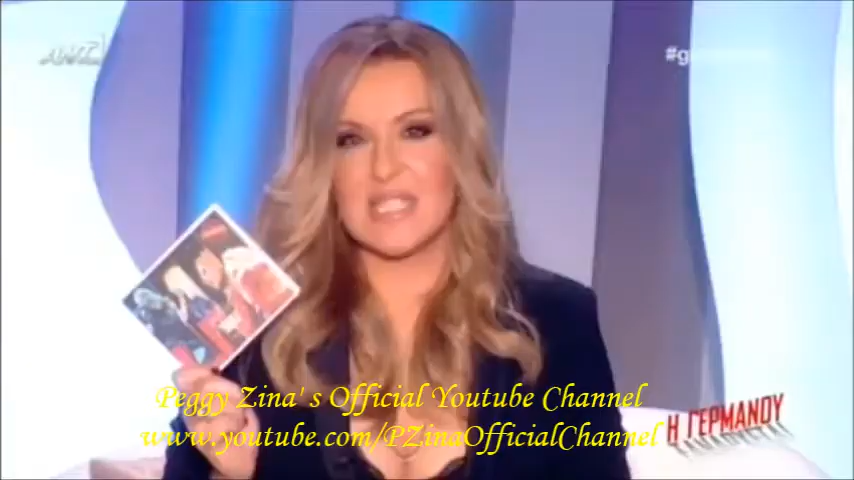 ANT1
Peggy Zina' s Official Youtube Channel
www.youtube.com/PZinaOfficialChannel
Η ΓΕΡΜΑΝΟΥ